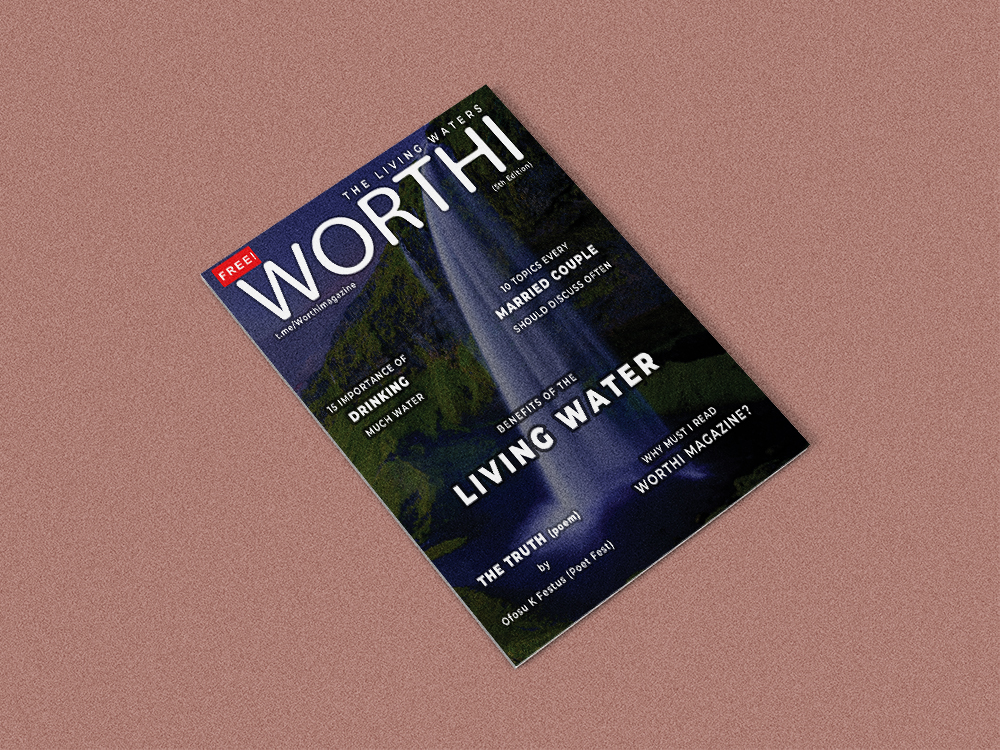 THE LIVING WATERS
WORTHI
(5th Edition)
FREE!
t.me/Worthimagazine
10 TOPICS EVERY
MARRIED COUPLE
SHOULD DISCUSS OFTEN
15 IMPORTANCE OF
DRINKING
MUCH WATER
BENEFITS OF THE
LIVING WATER
WHY MUST I READ
WORTHI MAGAZINE?
THE TRUTH (poem)
by
Ofosu K Festus (Poet Fest)